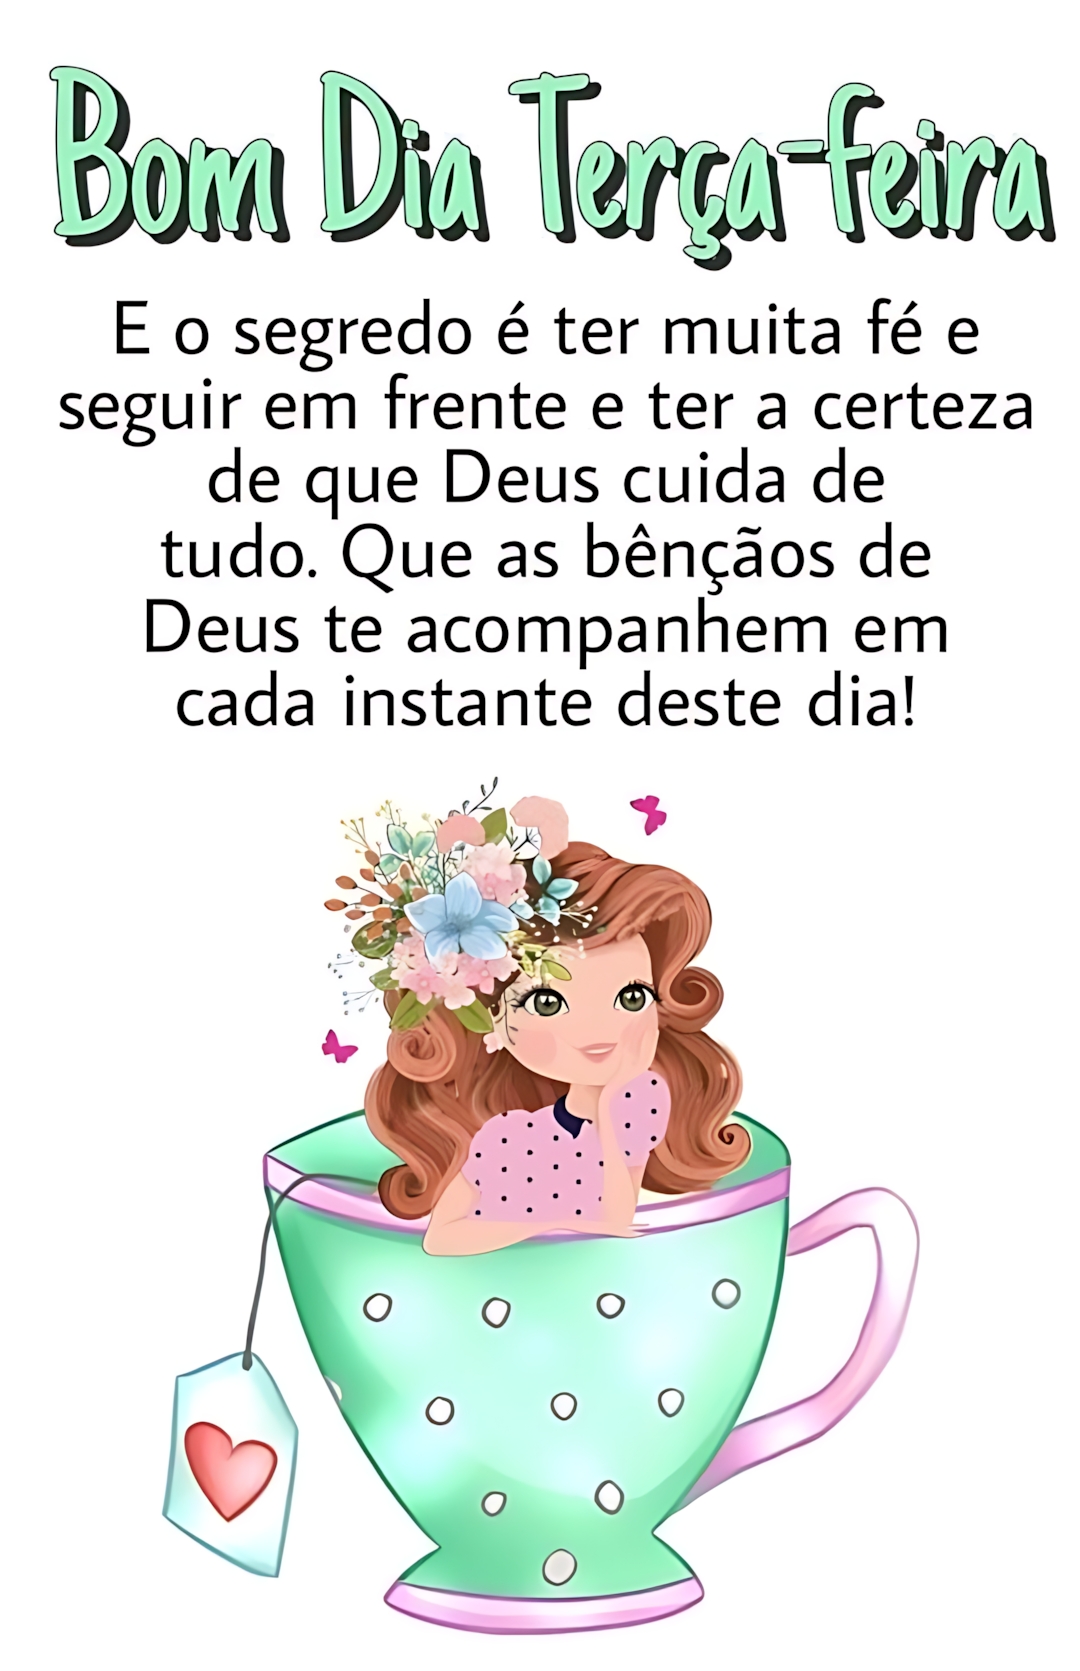 Bom Dia Terça-feira
E o segredo é ter muita fé e
seguir em frente e ter a certeza
de que Deus cuida de
tudo. Que as bênçãos de
Deus te acompanhem em
cada instante deste dia!